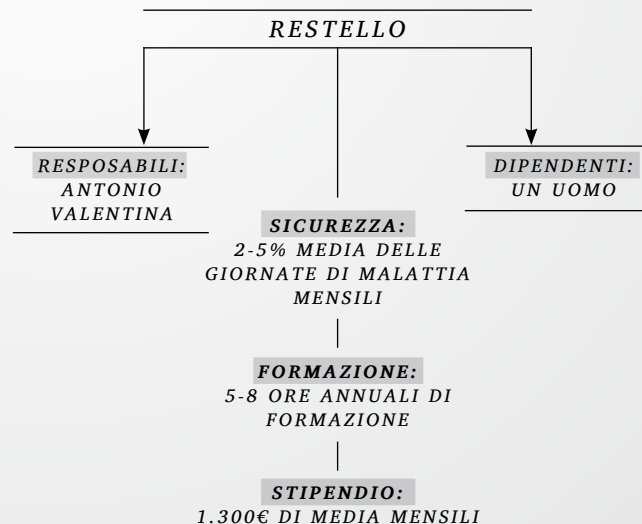 RESTELLO
RESPOSABILI:
ANTONIO
VALENTINA
DIPENDENTI:
UN UOMO
SICUREZZA:
2-5% MEDIA DELLE
GIORNATE DI MALATTIA
MENSILI
FORMAZIONE:
5-8 ORE ANNUALI DI
FORMAZIONE
STIPENDIO:
1.300€ DI MEDIA MENSILI